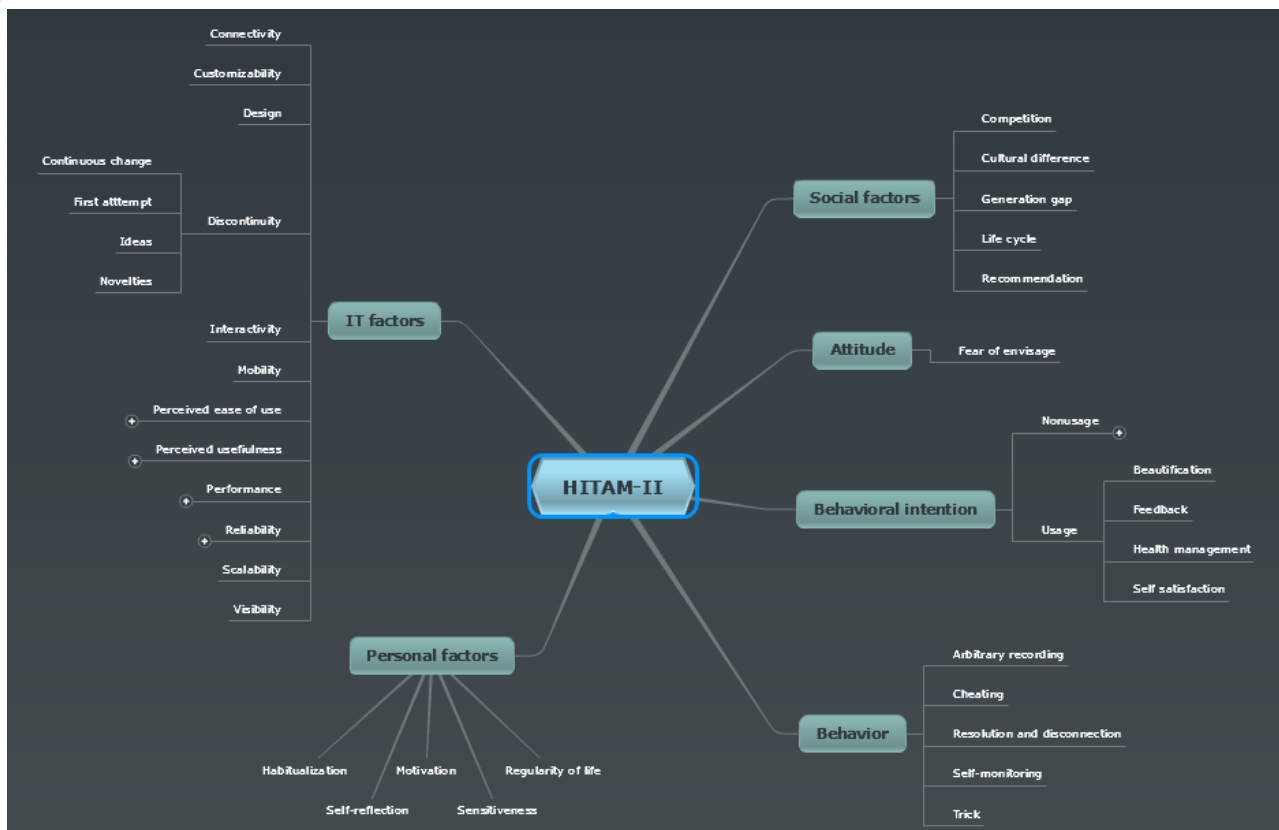 Connectivity
Customizability
Design
Continuous change
First atttempt
Ideas
Novelties
Discontinuity
Interactivity
Mobility
Perceived ease of use
Perceived usefiulness
Performance
Reliability
Scalability
Visibility
IT factors
Personal factors
Habitualization
Motivation
Regularity of life
Self-reflection
Sensitiveness
HITAM-II
Social factors
Competition
Cultural difference
Generation gap
Life cycle
Recommendation
Attitude
Fear of envisage
Behavioral intention
Nonusage
Usage
Beautification
Feedback
Health management
Self satisfaction
Behavior
Arbitrary recording
Cheating
Resolution and disconnection
Self-monitoring
Trick